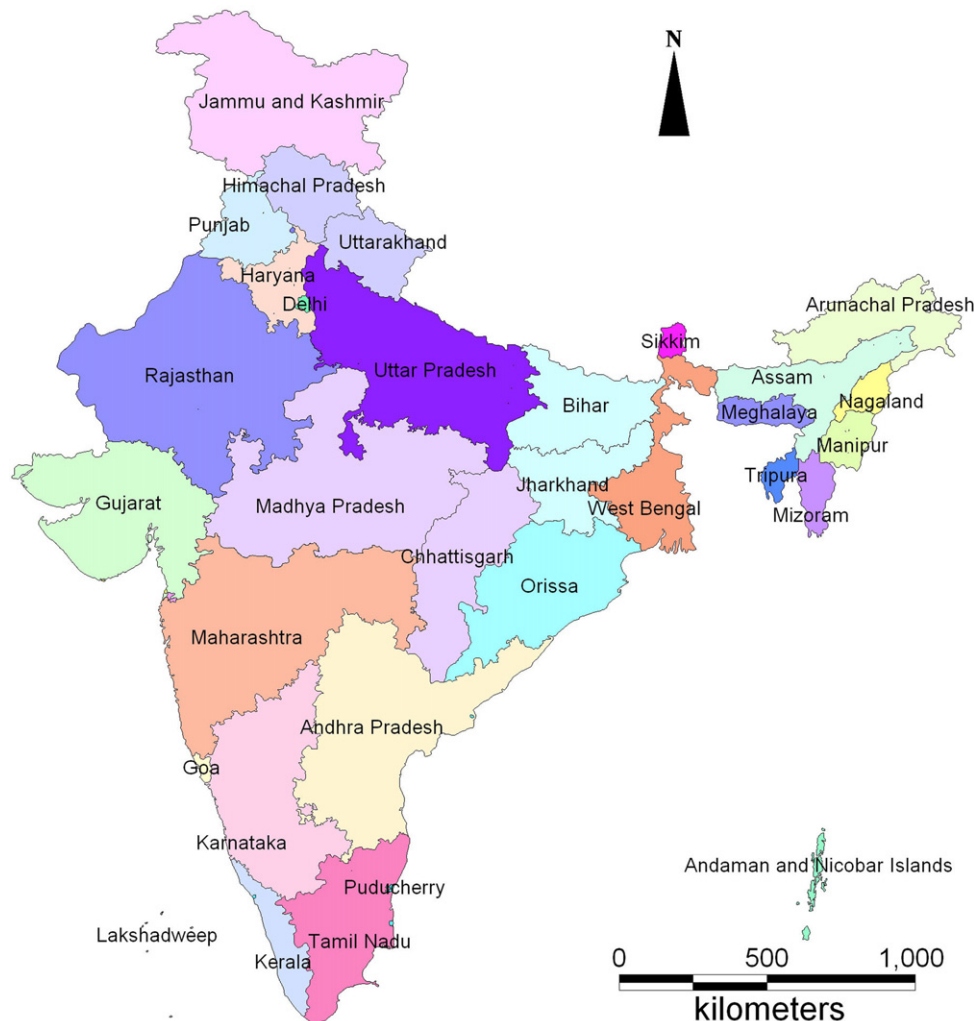 N
Jammu and Kashmir
Himachal Pradesh
Punjab
Uttarakhand
Haryana
Delhi
Arunachal Pradesh
Sikkim
Rajasthan
Uttar Pradesh
Assam
Bihar
Meghalaya
Nagaland
Manipur
Gujarat
Tripura
Jharkhand
Madhya Pradesh
West Bengal
Mizoram
Chhattisgarh
Orissa
Maharashtra
Andhra Pradesh
Goa
Karnataka
Andaman and Nicobar Islands
Puducherry
Lakshadweep
Tamil Nadu
Kerala
0 500 1,000
kilometers